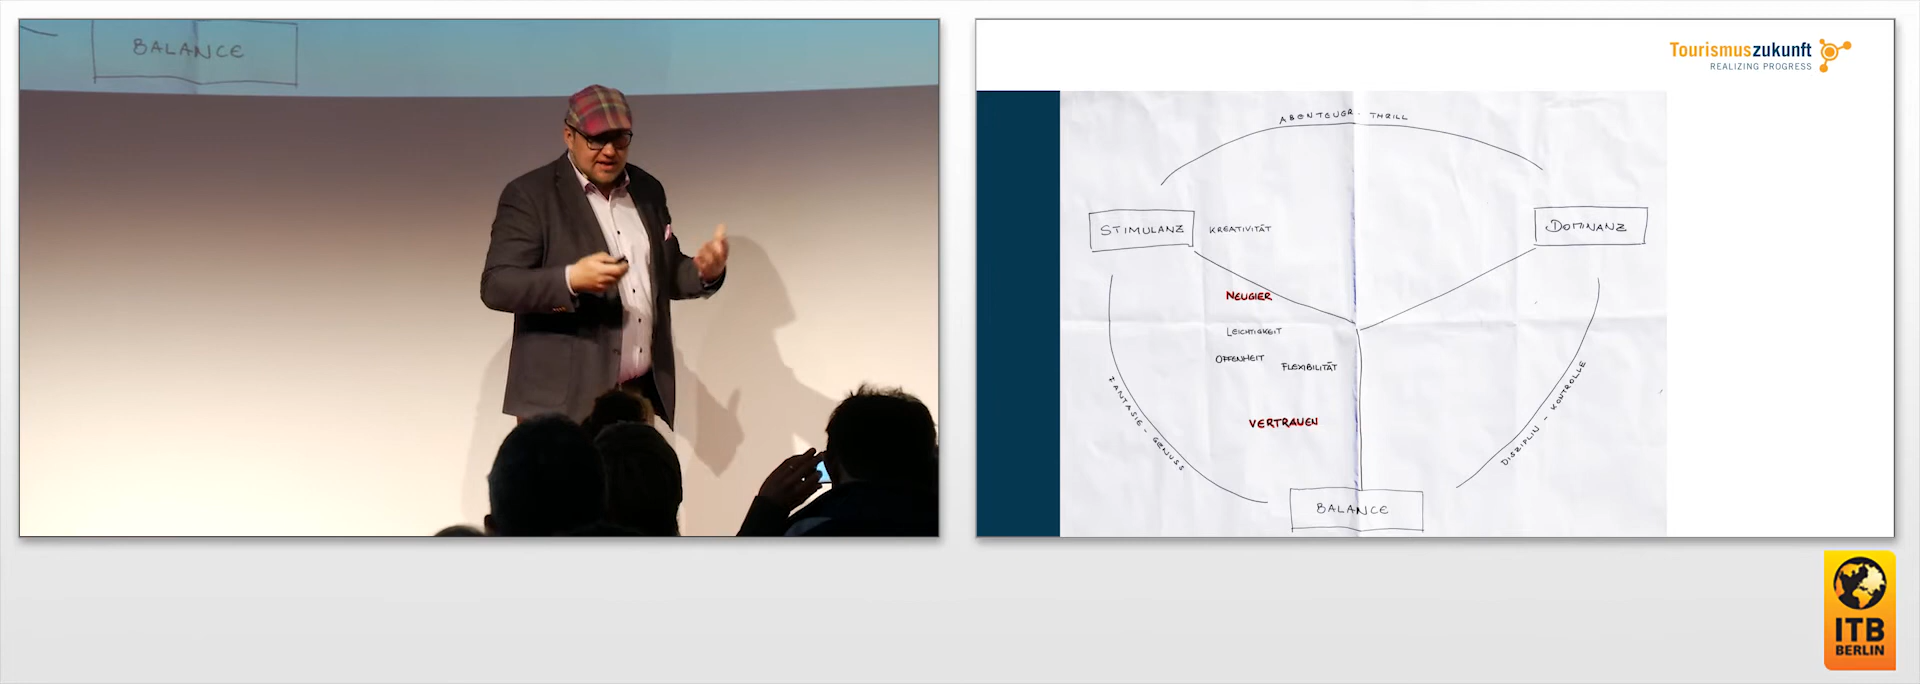 BALANCE
Tourismuszukunft
REALIZING PROGRESS
ABENTEUER - THRILL
STIMULANZ
KREATIVITÄT
DOMINANZ
NEUGIER
LEICHTIGKEIT
OFFENHEIT
FLEXIBILITÄT
FANTASIE - GENUSS
DISZIPLIN - KONTROLLE
VERTRAUEN
BALANCE
ITB
BERLIN